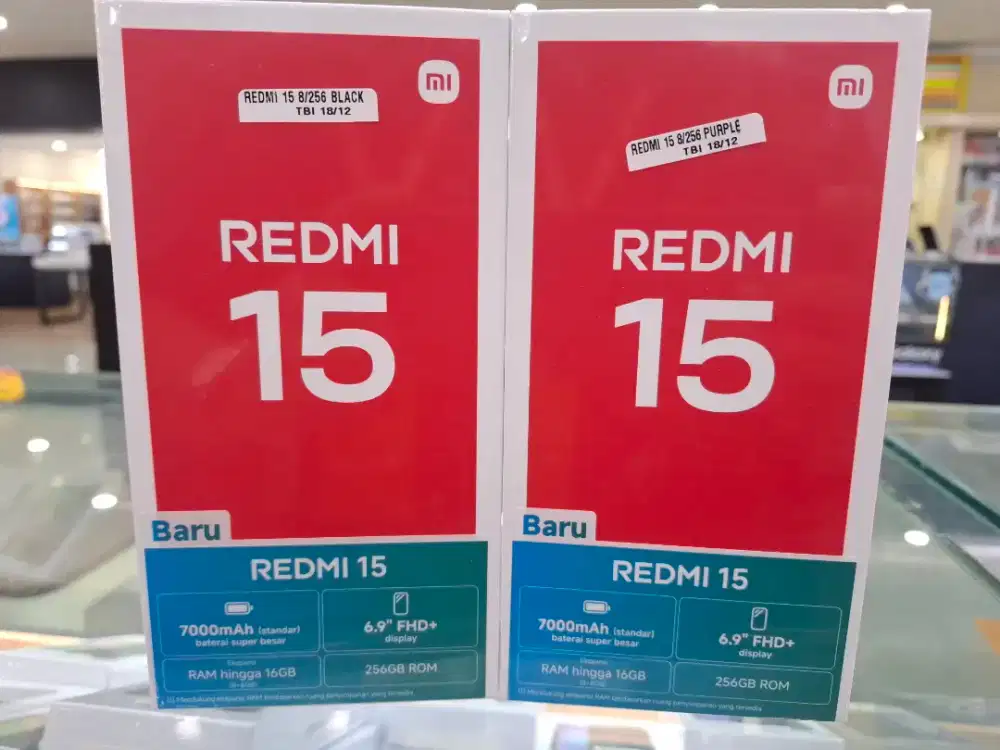 mi
REDMI 15 8/256 BLACK
TBI 18/12
REDMI
15
Baru
REDMI 15
7000mAh (standar)
baterai super besar
6.9" FHD+
display
Ekspansi
RAM hingga 16GB
256GB ROM
mi
REDMI 15 8/256 PURPLE
TBI 18/12
REDMI
15
Baru
REDMI 15
7000mAh (standar)
baterai super besar
6.9" FHD+
display
Ekspansi
RAM hingga 16GB
256GB ROM